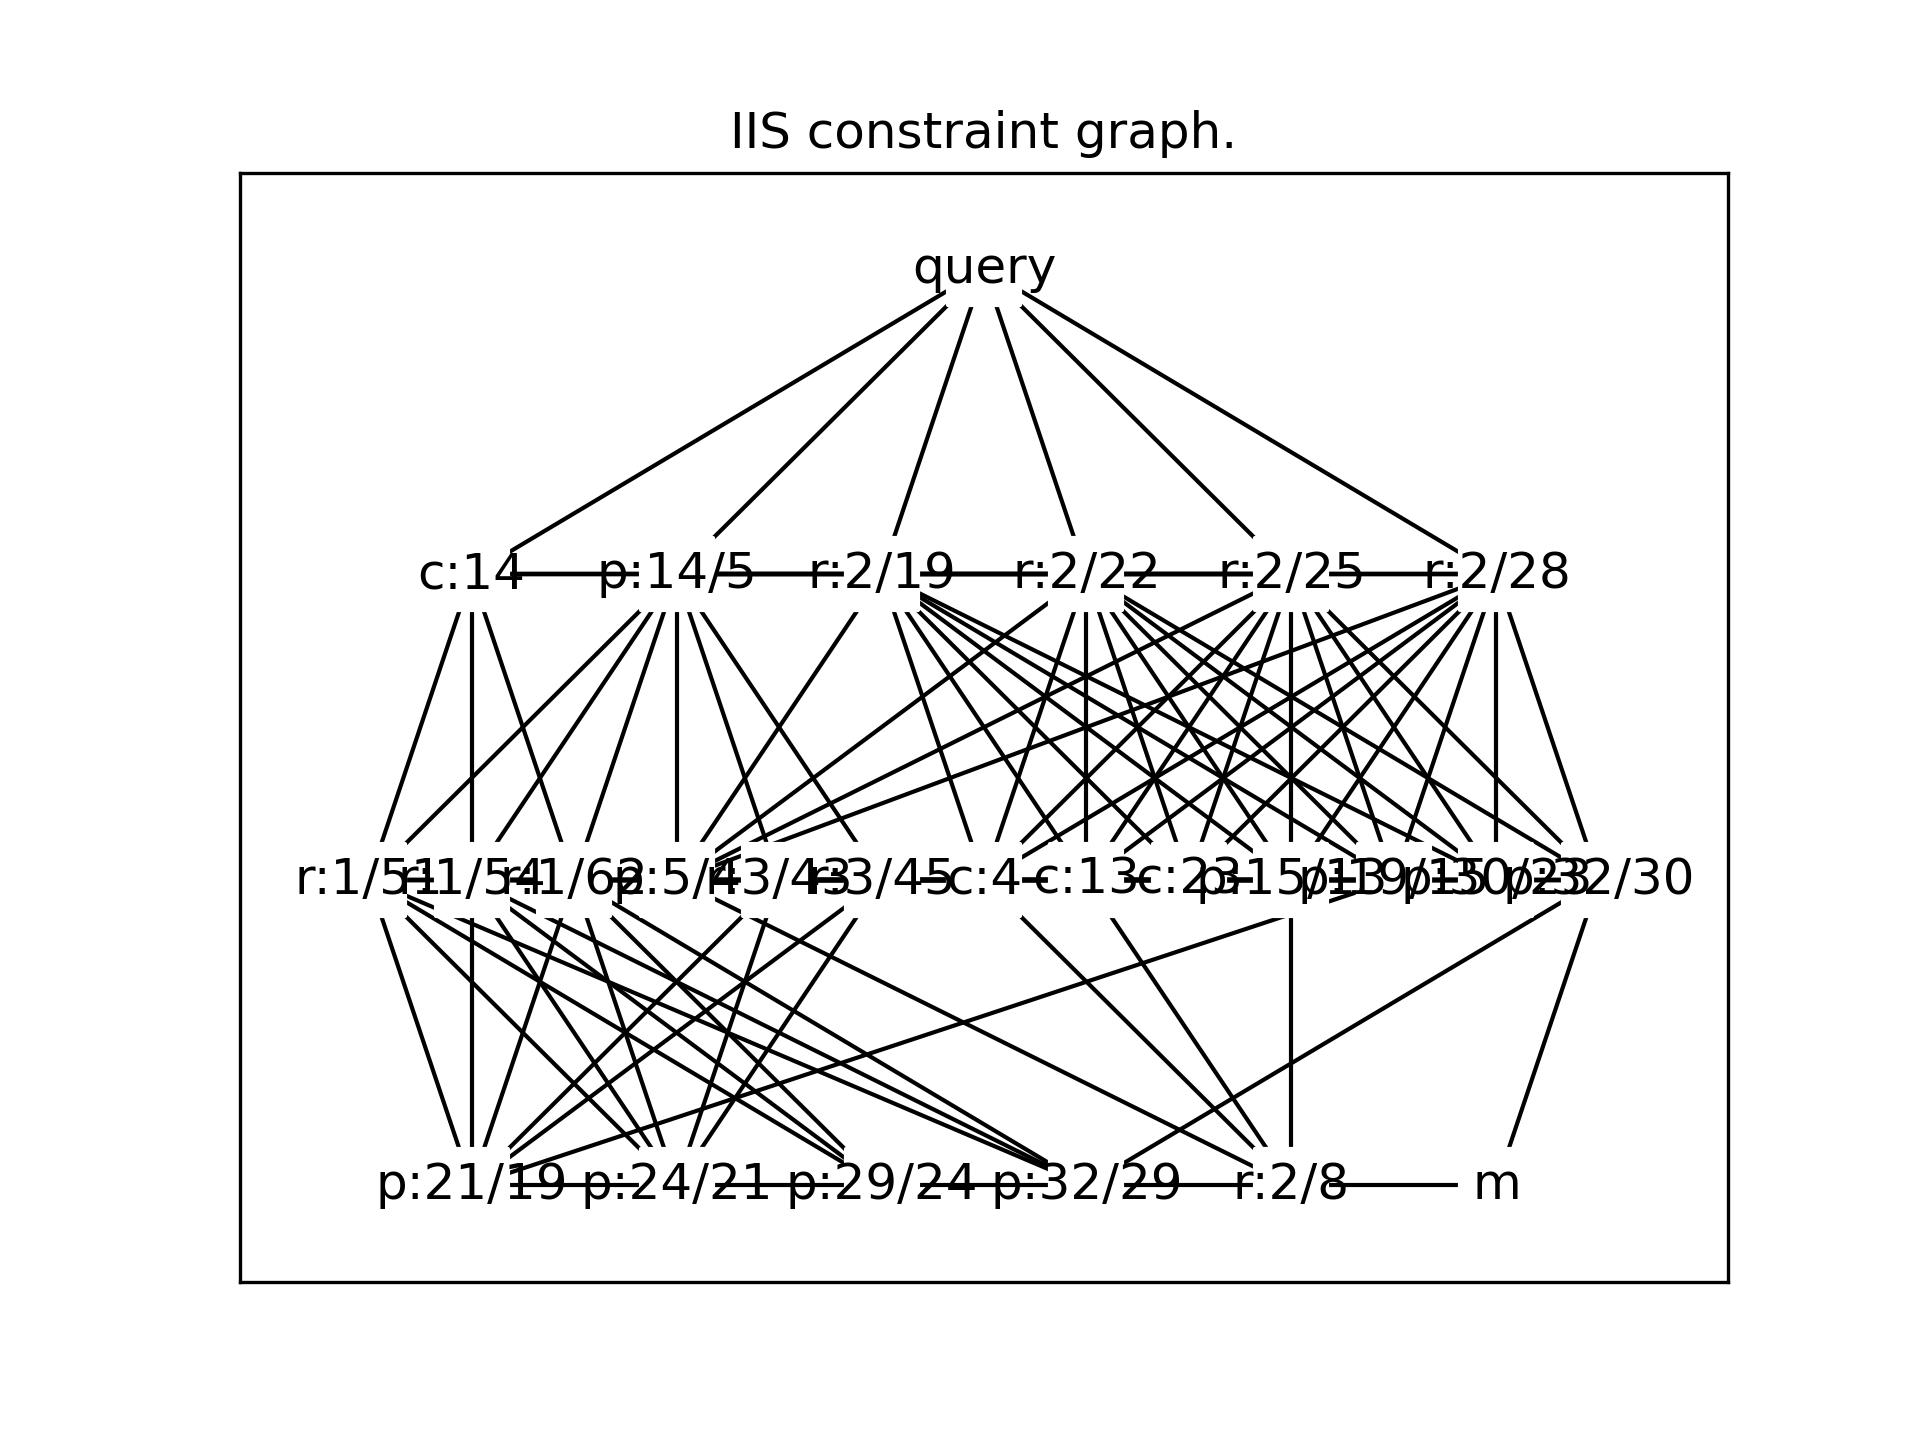 IIS constraint graph.
query
c:14 p:14/5 r:2/19 r:2/22 r:2/25 r:2/28
r:1/51 r:1/54 r:1/62 p:5/4 r:3/43 r:3/45 c:4 c:13 c:23 p:15/13 p:19/15 p:30/23 p:32/30
p:21/19 p:24/21 p:29/24 p:32/29 r:2/8 m